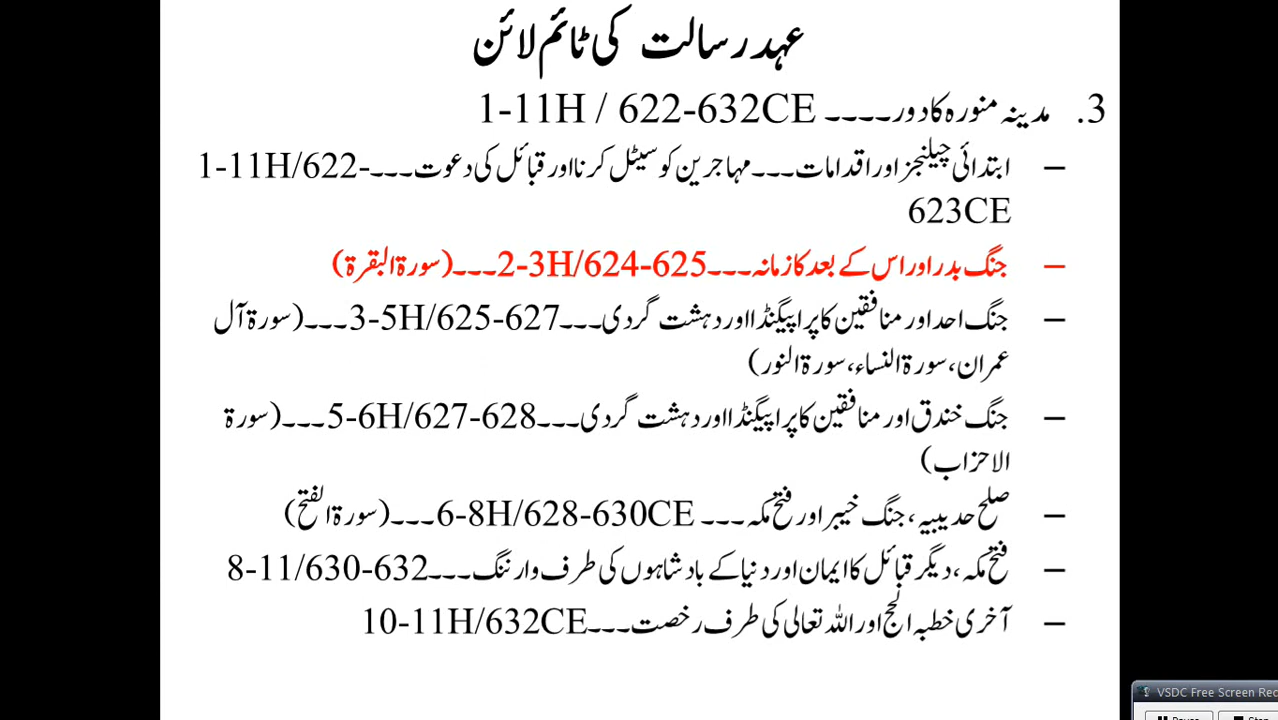 عہد رسالت کی ٹائم لائن
3. مدینہ منورہ کا دور ۔۔۔۔ 1-11H / 622-632CE
– ابتدائی چیلنجز اور اقدامات ۔۔۔مہاجرین کو سیٹل کرنا اور قبائل کی دعوت ۔۔۔1-11H/622-
623CE
– جنگ بدر اور اس کے بعد کا زمانہ ۔۔۔2-3H/624-625۔۔۔(سورۃ البقرۃ)
– جنگ احد اور منافقین کا پراپیگنڈا اور دہشت گردی ۔۔۔3-5H/625-627۔۔۔(سورۃ آل
عمران، سورۃ النساء، سورۃ النور)
– جنگ خندق اور منافقین کا پراپیگنڈا اور دہشت گردی ۔۔۔5-6H/627-628۔۔۔(سورۃ
الاحزاب)
– صلح حدیبیہ، جنگ خیبر اور فتح مکہ ۔۔۔ 6-8H/628-630CE۔۔۔(سورۃ الفتح)
– فتح مکہ، دیگر قبائل کا ایمان اور دنیا کے بادشاہوں کی طرف وارننگ ۔۔۔8-11/630-632
– آخری خطبہ الحج اور اللہ تعالی کی طرف رخصت ۔۔۔10-11H/632CE
VSDC Free Screen Rec
Pause Stop